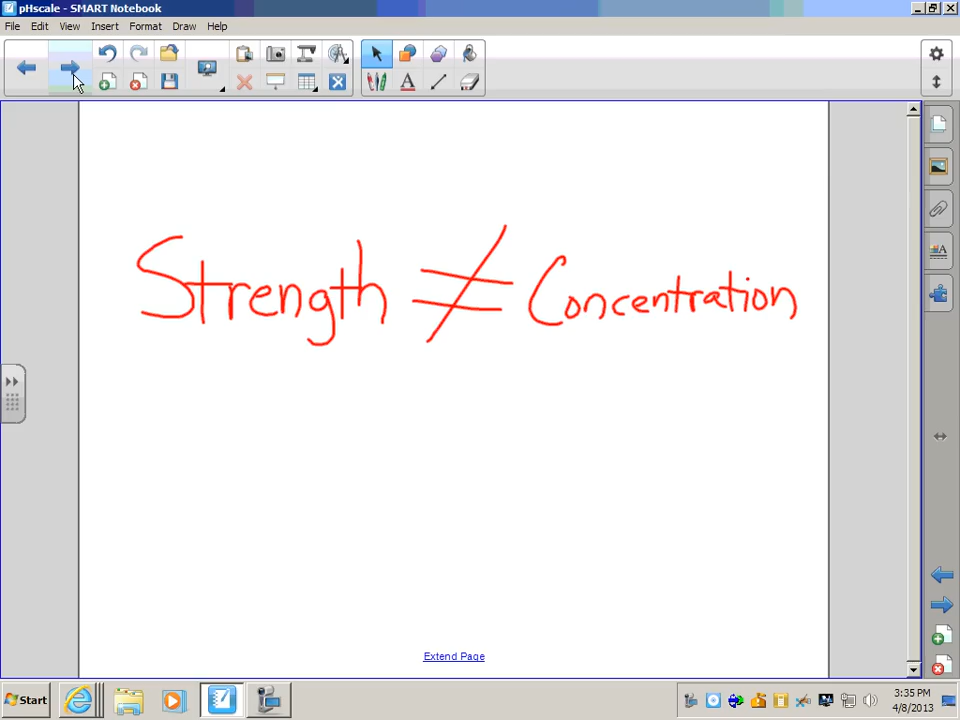 pHscale - SMART Notebook
File Edit View Insert Format Draw Help
Strength ≠ Concentration
Extend Page
Start
3:35 PM
4/8/2013